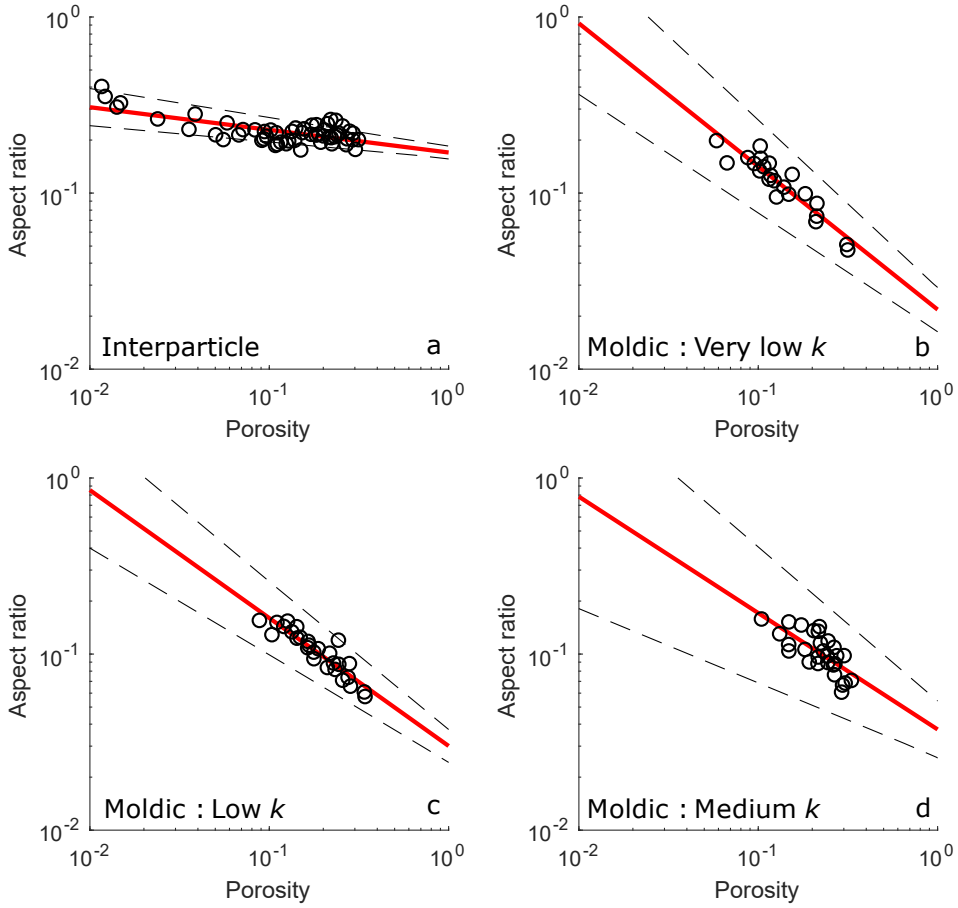 10^0
10^-1
10^-2
Aspect ratio
Interparticle a
10^-2 10^-1 10^0
Porosity
10^0
10^-1
10^-2
Aspect ratio
Moldic : Very low k b
10^-2 10^-1 10^0
Porosity
10^0
10^-1
10^-2
Aspect ratio
Moldic : Low k c
10^-2 10^-1 10^0
Porosity
10^0
10^-1
10^-2
Aspect ratio
Moldic : Medium k d
10^-2 10^-1 10^0
Porosity